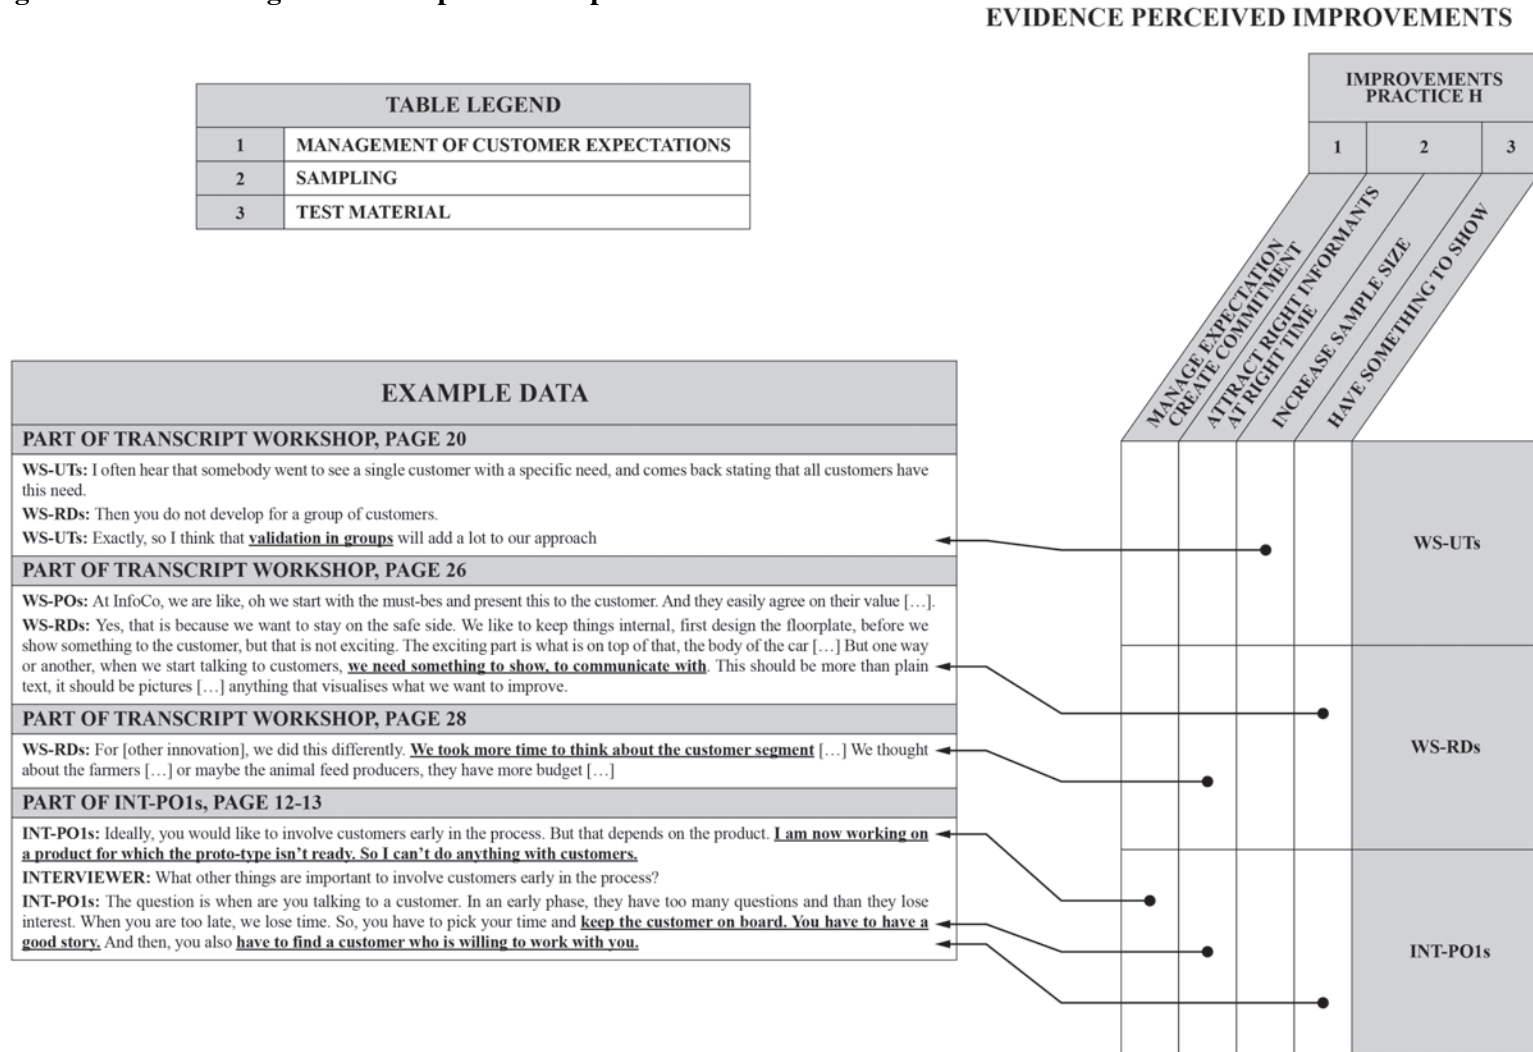 EVIDENCE PERCEIVED IMPROVEMENTS
TABLE LEGEND
1 MANAGEMENT OF CUSTOMER EXPECTATIONS
2 SAMPLING
3 TEST MATERIAL
IMPROVEMENTS
PRACTICE H
1 2 3
MANAGE EXPECTATION
CREATE COMMITMENT
ATTRACT RIGHT INFORMANTS
AT RIGHT TIME
INCREASE SAMPLE SIZE
HAVE SOMETHING TO SHOW
EXAMPLE DATA
PART OF TRANSCRIPT WORKSHOP, PAGE 20
WS-UTs: I often hear that somebody went to see a single customer with a specific need, and comes back stating that all customers have
this need.
WS-RDs: Then you do not develop for a group of customers.
WS-UTs: Exactly, so I think that validation in groups will add a lot to our approach
PART OF TRANSCRIPT WORKSHOP, PAGE 26
WS-POs: At InfoCo, we are like, oh we start with the must-bes and present this to the customer. And they easily agree on their value […].
WS-RDs: Yes, that is because we want to stay on the safe side. We like to keep things internal, first design the floorplate, before we
show something to the customer, but that is not exciting. The exciting part is what is on top of that, the body of the car […] But one way
or another, when we start talking to customers, we need something to show, to communicate with. This should be more than plain
text, it should be pictures […] anything that visualises what we want to improve.
PART OF TRANSCRIPT WORKSHOP, PAGE 28
WS-RDs: For [other innovation], we did this differently. We took more time to think about the customer segment […] We thought
about the farmers […] or maybe the animal feed producers, they have more budget […]
PART OF INT-PO1s, PAGE 12-13
INT-PO1s: Ideally, you would like to involve customers early in the process. But that depends on the product. I am now working on
a product for which the proto-type isn't ready. So I can't do anything with customers.
INTERVIEWER: What other things are important to involve customers early in the process?
INT-PO1s: The question is when are you talking to a customer. In an early phase, they have too many questions and than they lose
interest. When you are too late, we lose time. So, you have to pick your time and keep the customer on board. You have to have a
good story. And then, you also have to find a customer who is willing to work with you.
WS-UTs
WS-RDs
INT-PO1s